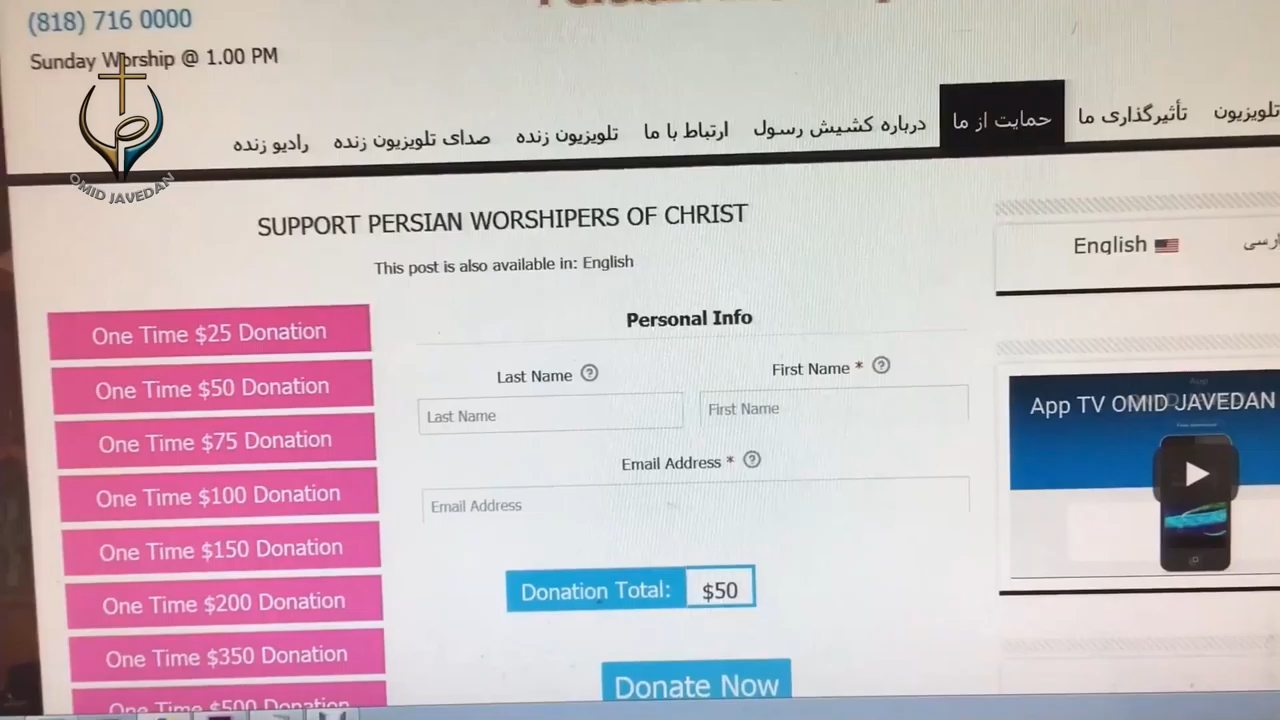 (818) 716 0000
Sunday Worship @ 1.00 PM
OMID JAVEDAN
تلویزیون
تأثیرگذاری ما
حمایت از ما
درباره کشیش رسول
ارتباط با ما
تلویزیون زنده
صدای تلویزیون زنده
رادیو زنده
SUPPORT PERSIAN WORSHIPERS OF CHRIST
This post is also available in: English
English
One Time $25 Donation
One Time $50 Donation
One Time $75 Donation
One Time $100 Donation
One Time $150 Donation
One Time $200 Donation
One Time $350 Donation
One Time $500 Donation
Personal Info
Last Name
First Name *
Last Name
First Name
Email Address *
Email Address
Donation Total: $50
Donate Now
App TV OMID JAVEDAN